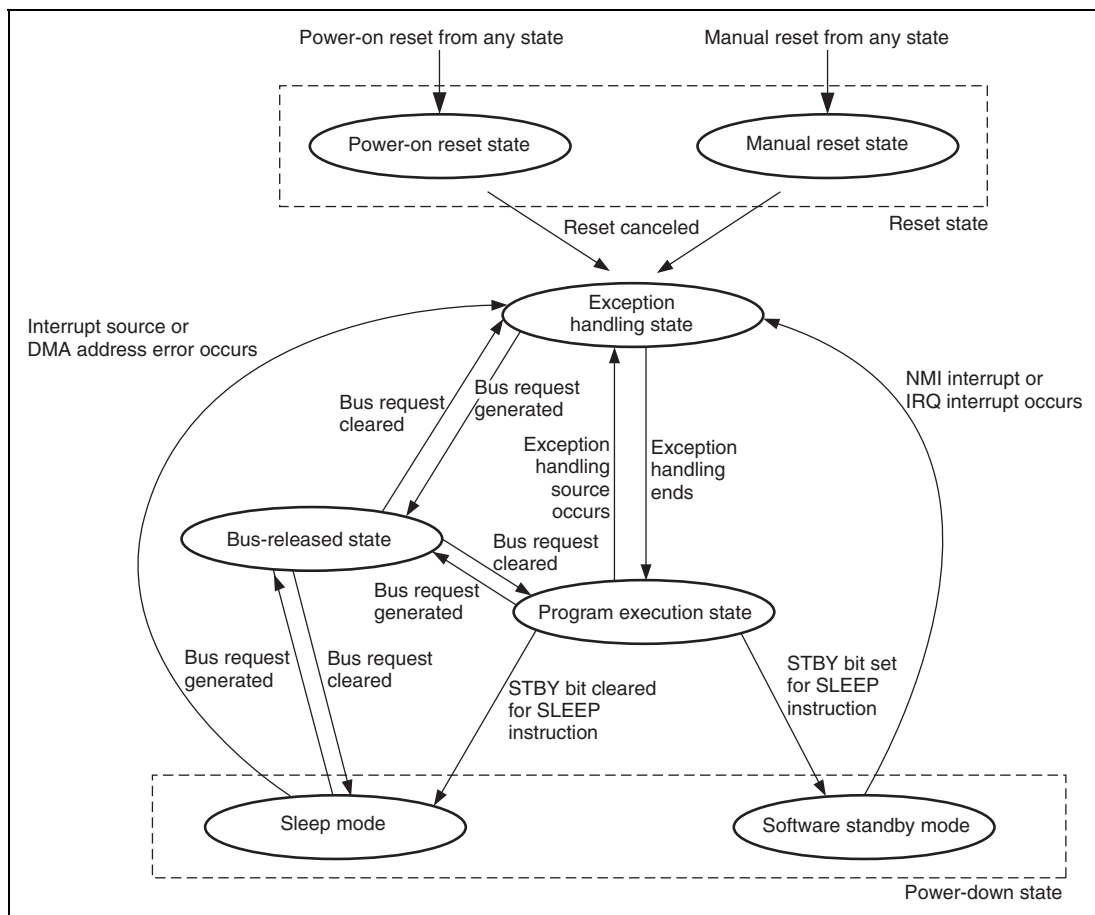 Power-on reset from any state
Manual reset from any state
Power-on reset state
Manual reset state
Reset canceled
Reset state
Exception
handling state
Interrupt source or
DMA address error occurs
NMI interrupt or
IRQ interrupt occurs
Bus request
cleared
Bus request
generated
Exception
handling
source
occurs
Exception
handling
ends
Bus-released state
Bus request
cleared
Bus request
generated
Program execution state
Bus request
generated
Bus request
cleared
STBY bit cleared
for SLEEP
instruction
STBY bit set
for SLEEP
instruction
Sleep mode
Software standby mode
Power-down state